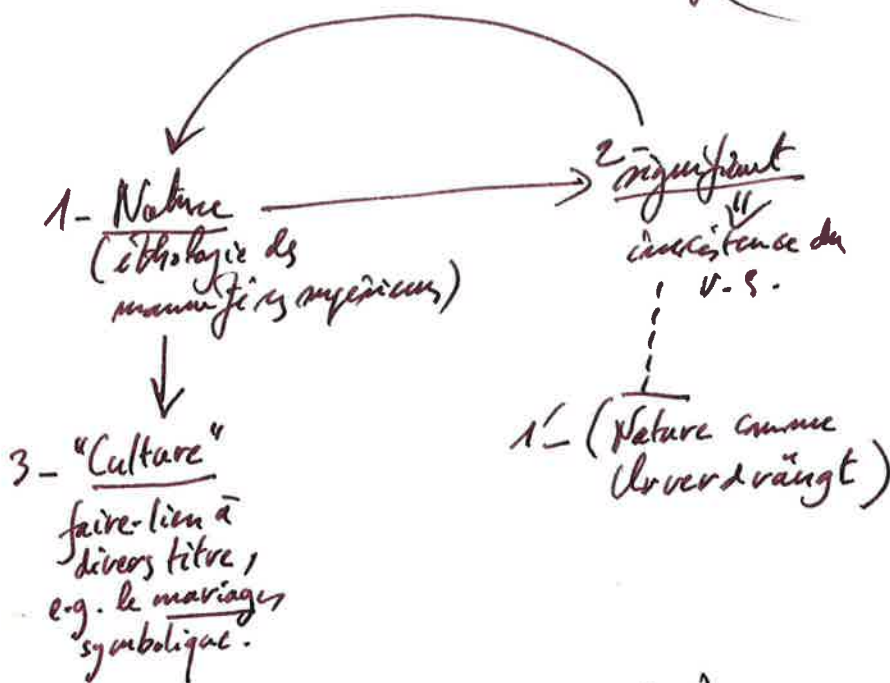 1- Nature
(éthologie des
mammifères supérieurs)
2 signifiant
inexistence du
r.s.
3- "Culture"
faire-lien à
divers titre,
e.g. le mariage
symbolique.
1'- (Nature comme
Urverdrängt)